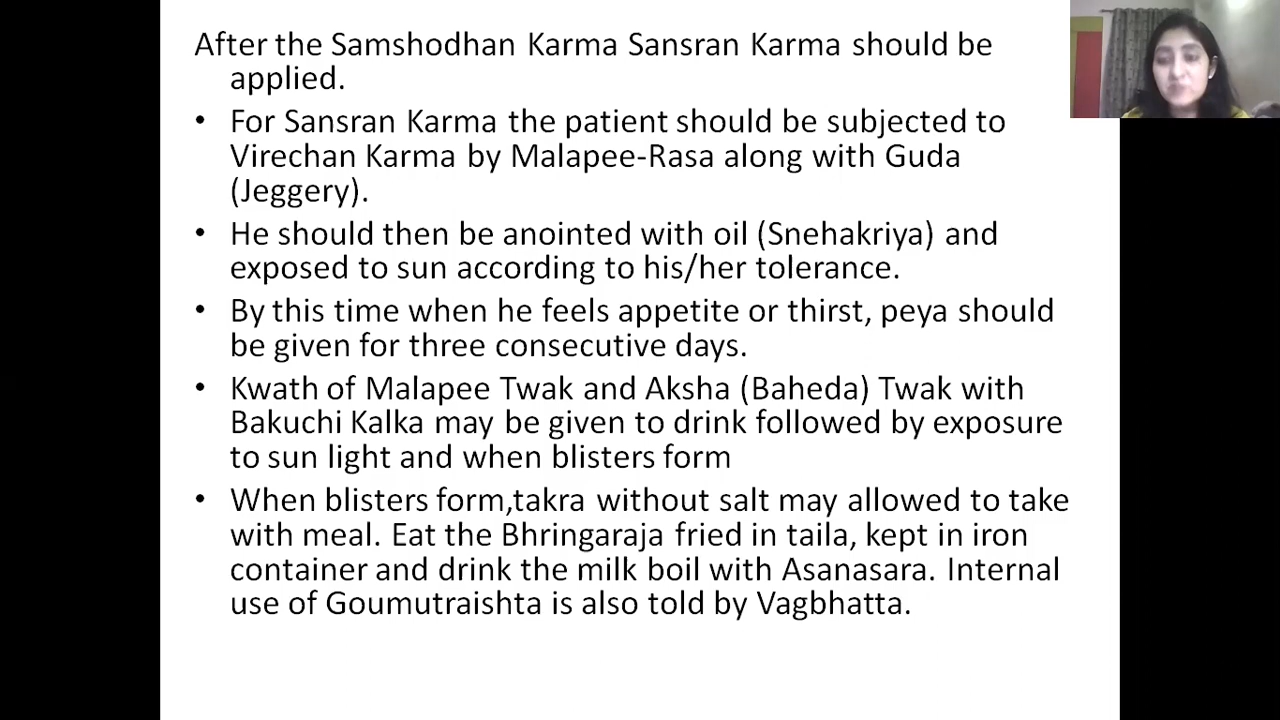 After the Samshodhan Karma Sansran Karma should be
applied.
• For Sansran Karma the patient should be subjected to
Virechan Karma by Malapee-Rasa along with Guda
(Jeggery).
• He should then be anointed with oil (Snehakriya) and
exposed to sun according to his/her tolerance.
• By this time when he feels appetite or thirst, peya should
be given for three consecutive days.
• Kwath of Malapee Twak and Aksha (Baheda) Twak with
Bakuchi Kalka may be given to drink followed by exposure
to sun light and when blisters form
• When blisters form,takra without salt may allowed to take
with meal. Eat the Bhringaraja fried in taila, kept in iron
container and drink the milk boil with Asanasara. Internal
use of Goumutraishta is also told by Vagbhatta.